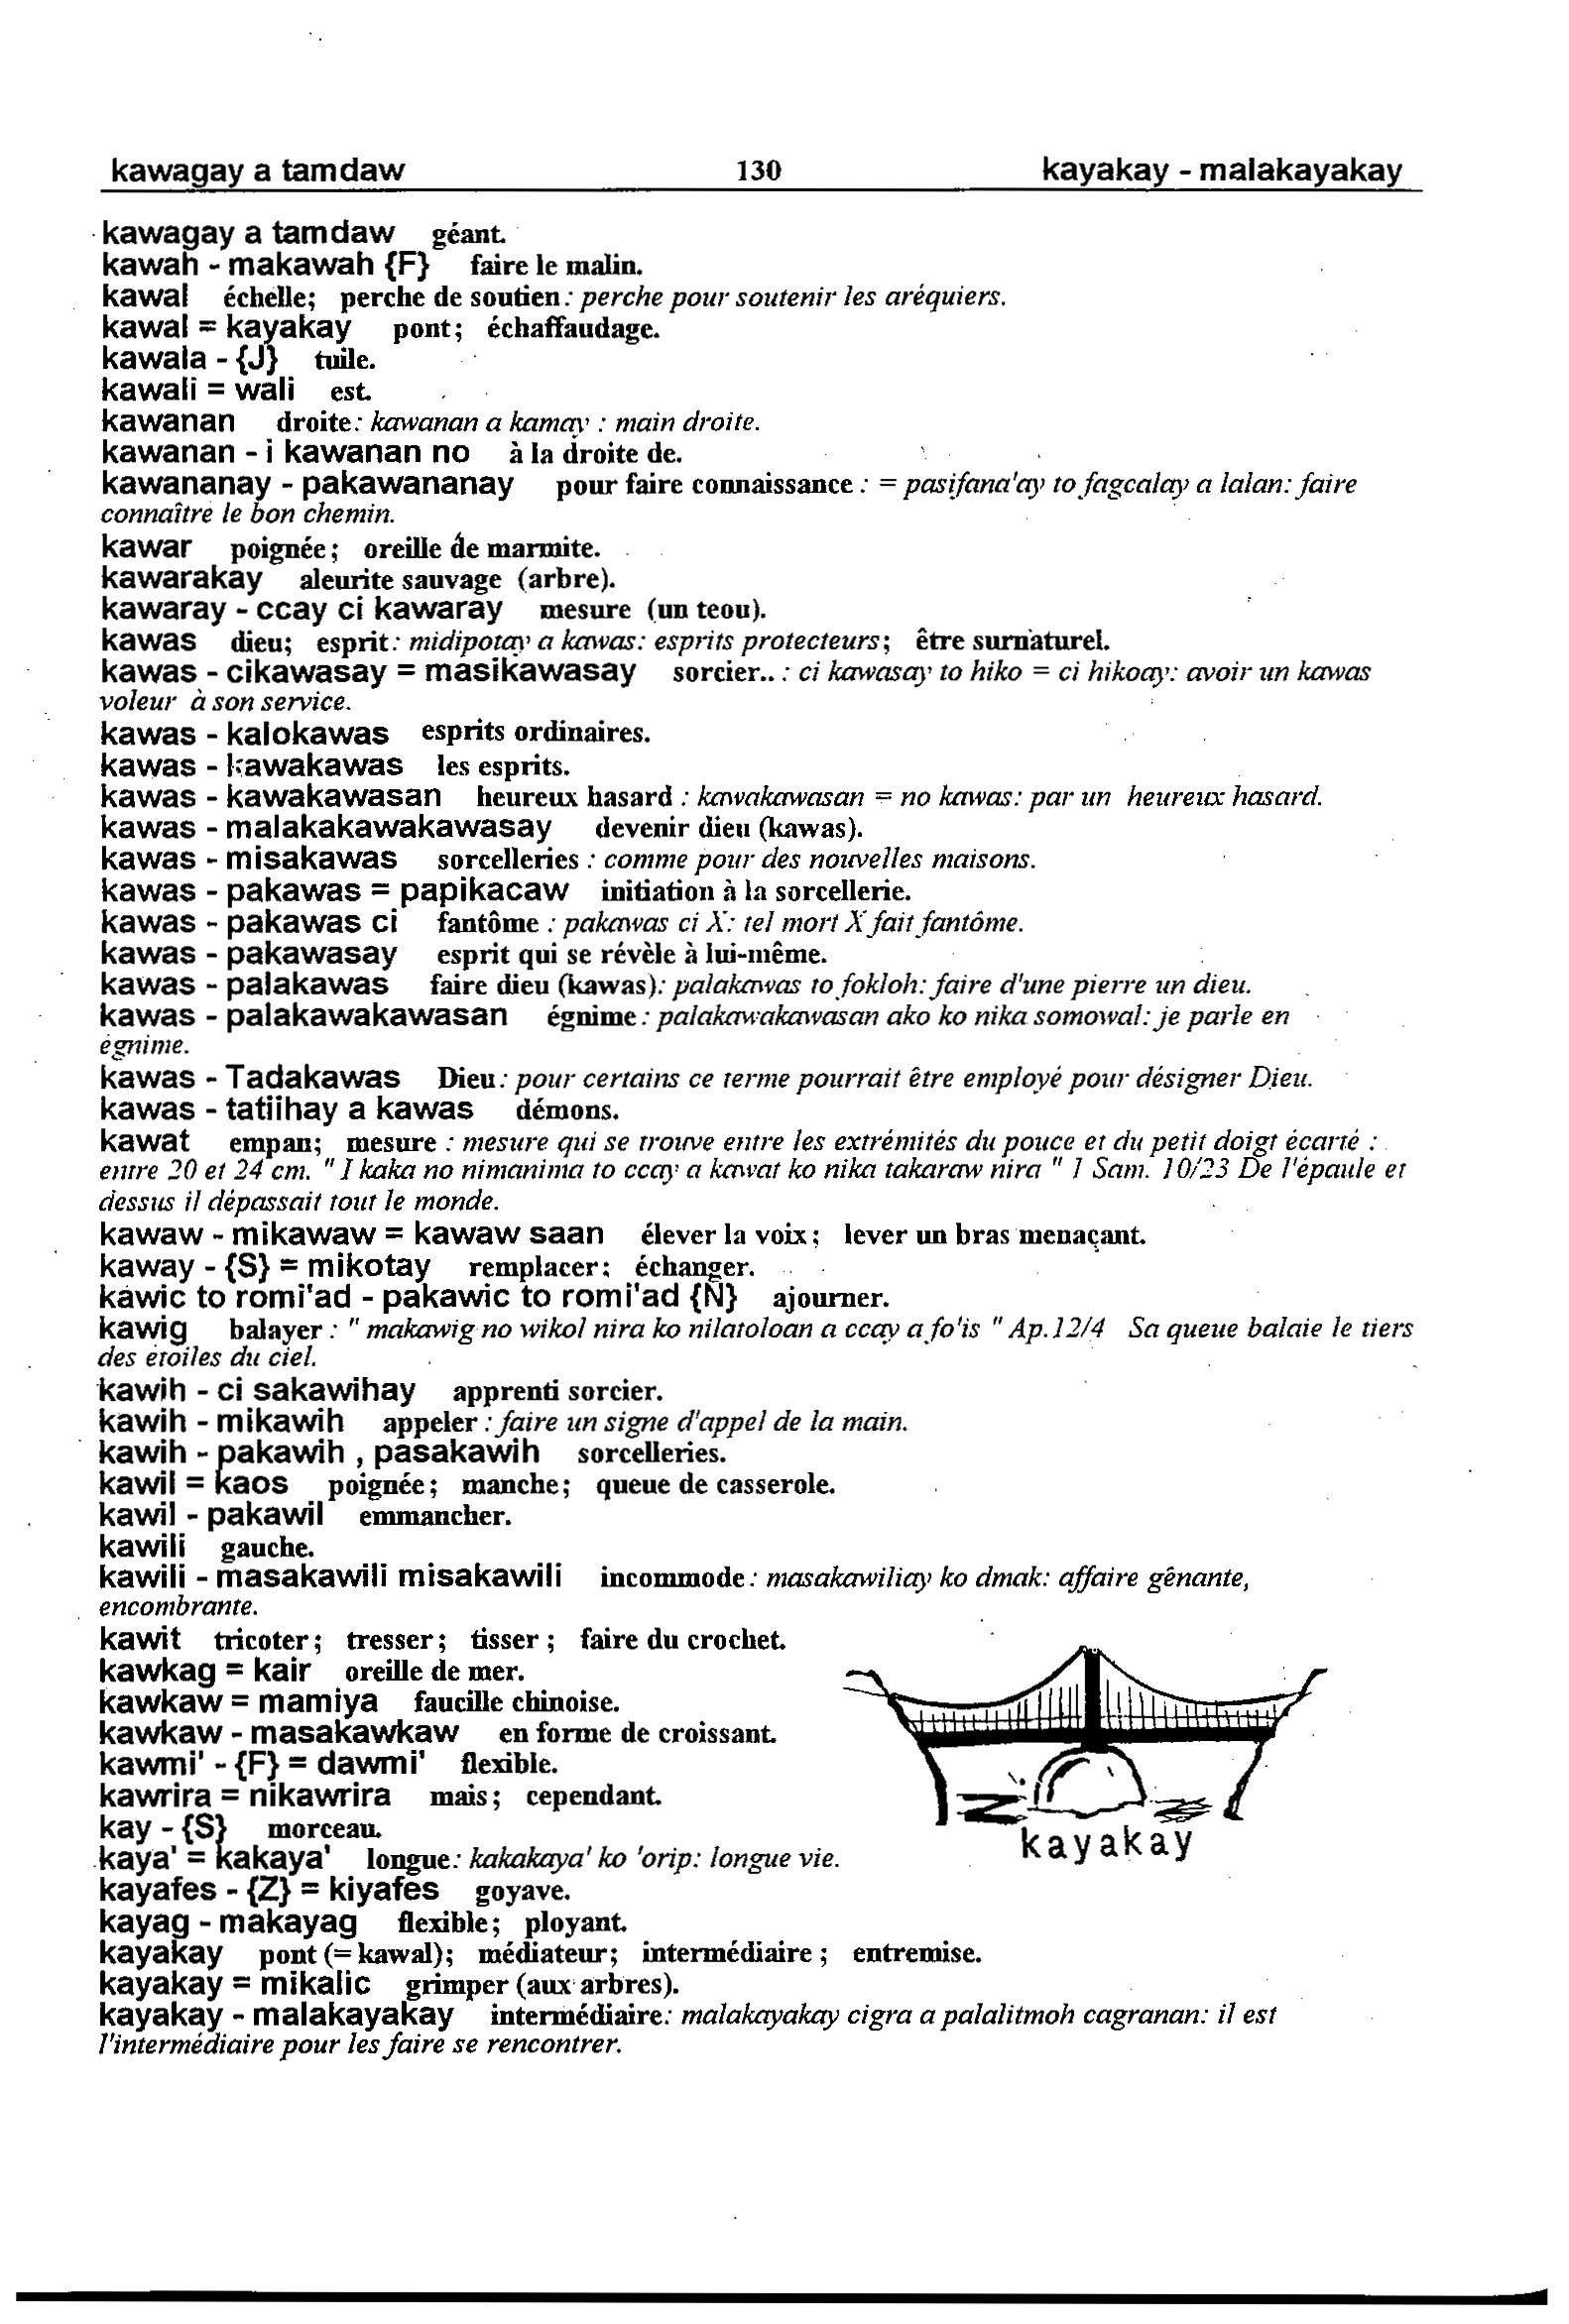 kawagay a tamdaw 130 kayakay - malakayakay
kawagay a tamdaw géant.
kawah - makawah {F} faire le malin.
kawal échelle; perche de soutien : perche pour soutenir les aréquiers.
kawal = kayakay pont; échaffaudage.
kawala - {J} tuile.
kawali = wali est.
kawanan droite : kawanan a kamay : main droite.
kawanan - i kawanan no à la droite de.
kawananay - pakawananay pour faire connaissance : = pasifana'ay to fagcalay a lalan: faire
connaître le bon chemin.
kawar poignée; oreille de marmite.
kawarakay aleurite sauvage (arbre).
kawaray - ccay ci kawaray mesure (un teou).
kawas dieu; esprit : midipotay a kawas: esprits protecteurs; être surnaturel.
kawas - cikawasay = masikawasay sorcier.. : ci kawasay to hiko = ci hikoay: avoir un kawas
voleur à son service.
kawas - kalokawas esprits ordinaires.
kawas - kawakawas les esprits.
kawas - kawakawasan heureux hasard : kawakawasan = no kawas: par un heureux hasard.
kawas - malakakawakawasay devenir dieu (kawas).
kawas - misakawas sorcelleries : comme pour des nouvelles maisons.
kawas - pakawas = papikacaw initiation à la sorcellerie.
kawas - pakawas ci fantôme : pakawas ci X: tel mort X fait fantôme.
kawas - pakawasay esprit qui se révèle à lui-même.
kawas - palakawas faire dieu (kawas): palakawas to fokloh: faire d'une pierre un dieu.
kawas - palakawakawasan égnime : palakawakawasan ako ko nika somowal: je parle en
égnime.
kawas - Tadakawas Dieu : pour certains ce terme pourrait être employé pour désigner Dieu.
kawas - tatiihay a kawas démons.
kawat empan; mesure : mesure qui se trouve entre les extrémités du pouce et du petit doigt écarté :
entre 20 et 24 cm. " I kaka no nimanima to ccay a kawat ko nika takaraw nira " 1 Sam. 10/23 De l'épaule et
dessus il dépassait tout le monde.
kawaw - mikawaw = kawaw saan élever la voix; lever un bras menaçant.
kaway - {S} = mikotay remplacer; échanger.
kawic to romi'ad - pakawic to romi'ad {N} ajourner.
kawig balayer : " makawig no wikol nira ko nilatoloan a ccay a fo'is " Ap.12/4 Sa queue balaie le tiers
des étoiles du ciel.
kawih - ci sakawihay apprenti sorcier.
kawih - mikawih appeler : faire un signe d'appel de la main.
kawih - pakawih , pasakawih sorcelleries.
kawil = kaos poignée; manche; queue de casserole.
kawil - pakawil emmancher.
kawili gauche.
kawili - masakawili misakawili incommode : masakawiliay ko dmak: affaire gênante,
encombrante.
kawit tricoter; tresser; tisser ; faire du crochet.
kawkag = kair oreille de mer.
kawkaw = mamiya faucille chinoise.
kawkaw - masakawkaw en forme de croissant.
kawmi' - {F} = dawmi' flexible.
kawrira = nikawrira mais; cependant.
kay - {S} morceau.
kayakay
kaya' = kakaya' longue : kakakaya' ko 'orip: longue vie.
kayafes - {Z} = kiyafes goyave.
kayag - makayag flexible; ployant.
kayakay pont (= kawal); médiateur; intermédiaire ; entremise.
kayakay = mikalic grimper (aux arbres).
kayakay - malakayakay intermédiaire : malakayakay cigra a palalitmoh cagranan: il est
l'intermédiaire pour les faire se rencontrer.